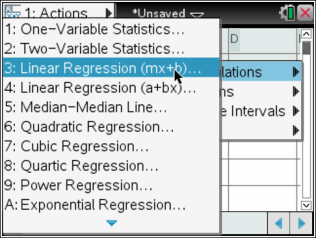 1: Actions
*Unsaved
1: One-Variable Statistics...
2: Two-Variable Statistics...
3: Linear Regression (mx+b)...
4: Linear Regression (a+bx)...
5: Median-Median Line...
6: Quadratic Regression...
7: Cubic Regression...
8: Quartic Regression...
9: Power Regression...
A: Exponential Regression...
D
lations
ns
e Intervals